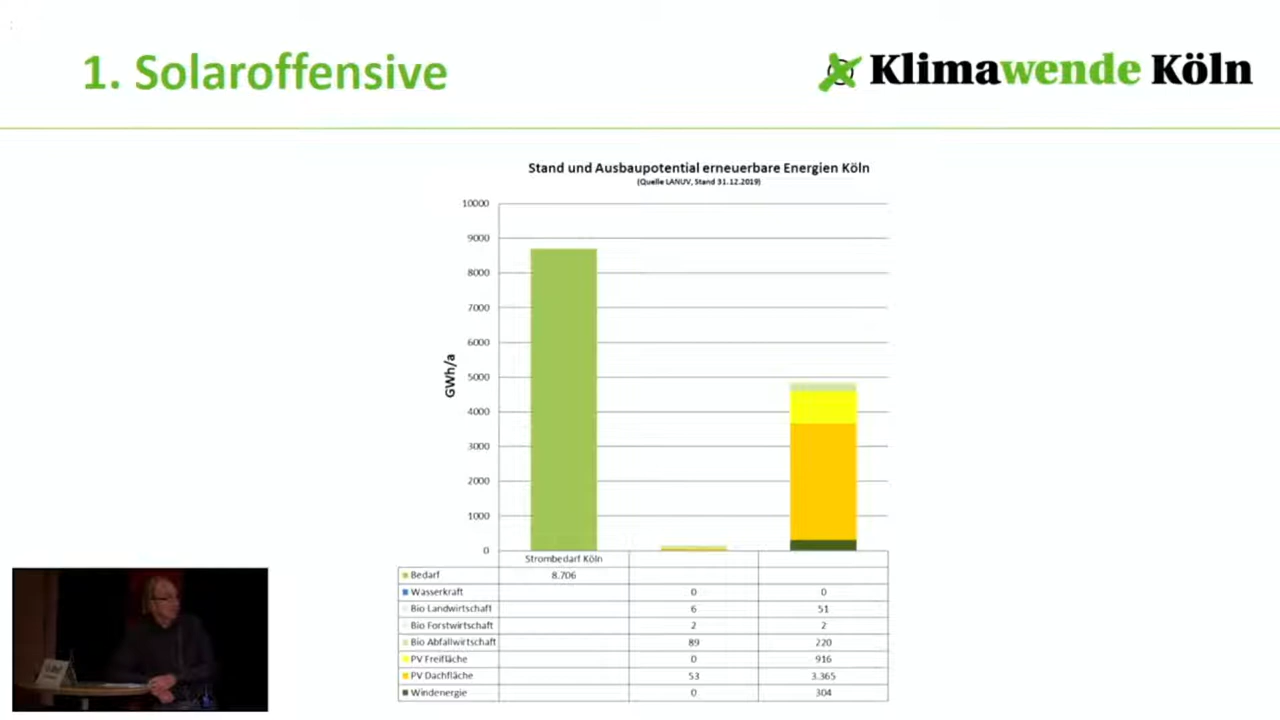 1. Solaroffensive
Klimawende Köln
Stand und Ausbaupotential erneuerbare Energien Köln
(Quelle LANUV, Stand 31.12.2019)
GWh/a
10000
9000
8000
7000
6000
5000
4000
3000
2000
1000
0
Strombedarf Köln
Bedarf 8.706
Wasserkraft 0 0
Bio Landwirtschaft 6 51
Bio Forstwirtschaft 2 2
Bio Abfallwirtschaft 89 220
PV Freifläche 0 916
PV Dachfläche 53 3.365
Windenergie 0 304